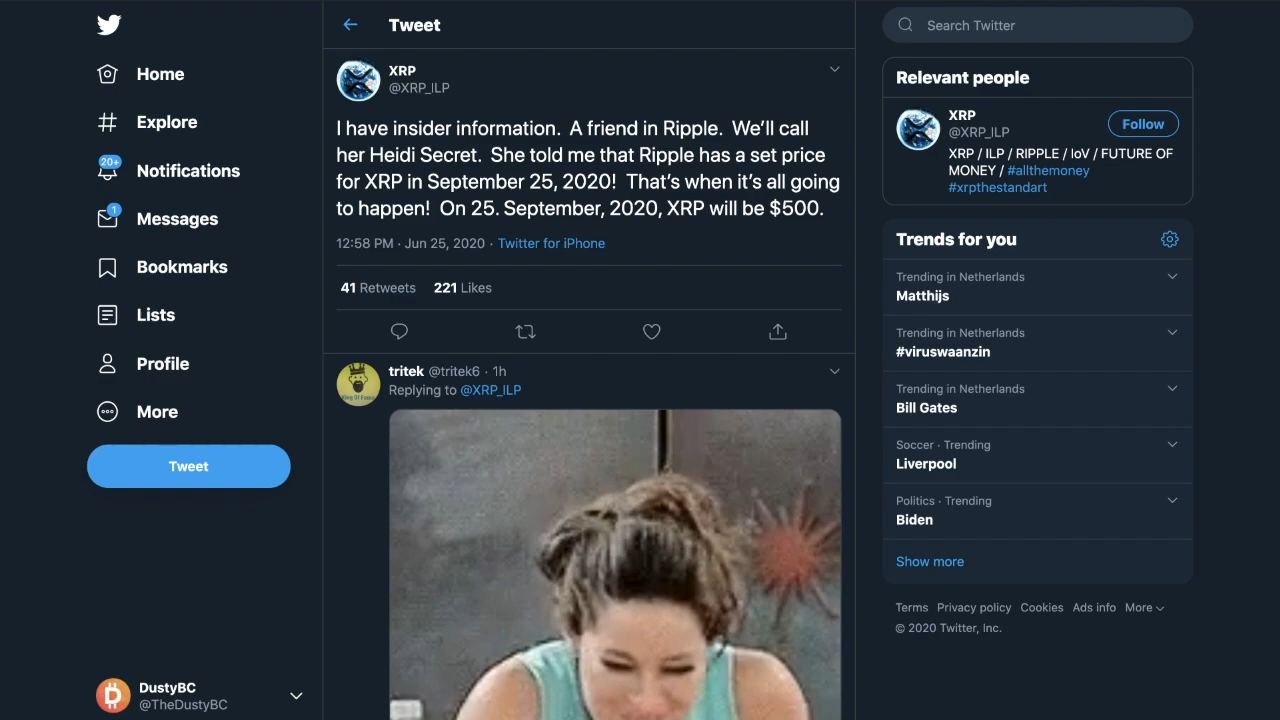 Home
Explore
20+
Notifications
1
Messages
Bookmarks
Lists
Profile
More
Tweet
DustyBC
@TheDustyBC
Tweet
XRP
@XRP_ILP
I have insider information. A friend in Ripple. We'll call
her Heidi Secret. She told me that Ripple has a set price
for XRP in September 25, 2020! That's when it's all going
to happen! On 25. September, 2020, XRP will be $500.
12:58 PM · Jun 25, 2020 · Twitter for iPhone
41 Retweets 221 Likes
tritek @tritek6 · 1h
Replying to @XRP_ILP
King Of Fomo
Search Twitter
Relevant people
XRP
@XRP_ILP
Follow
XRP / ILP / RIPPLE / IoV / FUTURE OF
MONEY / #allthemoney
#xrpthestandart
Trends for you
Trending in Netherlands
Matthijs
Trending in Netherlands
#viruswaanzin
Trending in Netherlands
Bill Gates
Soccer · Trending
Liverpool
Politics · Trending
Biden
Show more
Terms Privacy policy Cookies Ads info More
© 2020 Twitter, Inc.